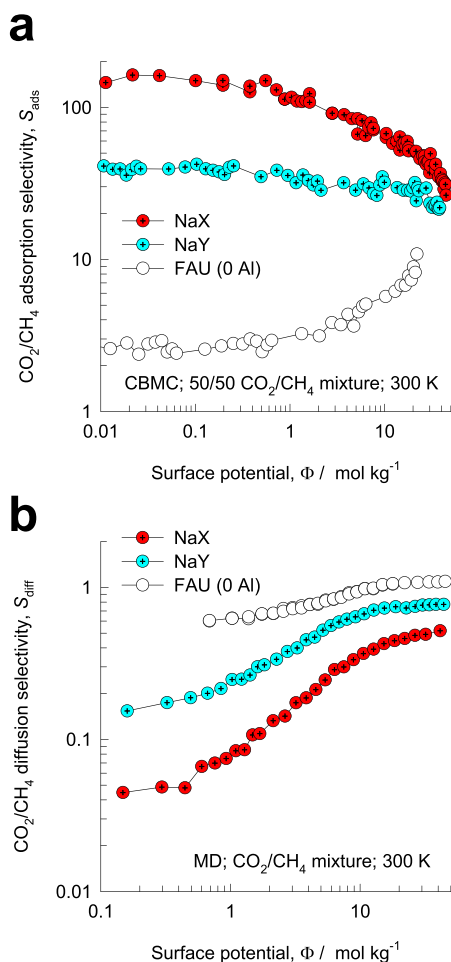 a
CO₂/CH₄ adsorption selectivity, S_ads
100
10
1
NaX
NaY
FAU (0 Al)
CBMC; 50/50 CO₂/CH₄ mixture; 300 K
0.01 0.1 1 10
Surface potential, Φ / mol kg⁻¹
b
NaX
NaY
FAU (0 Al)
CO₂/CH₄ diffusion selectivity, S_diff
1
0.1
0.01
MD; CO₂/CH₄ mixture; 300 K
0.1 1 10
Surface potential, Φ / mol kg⁻¹